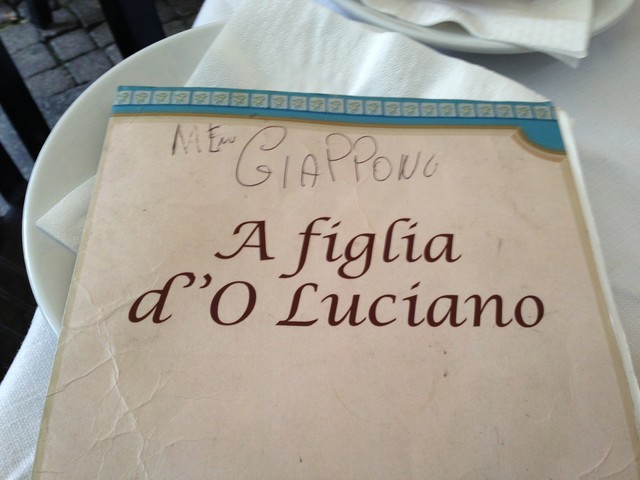 MEnu GIAPPONE
A figlia
d''O Luciano